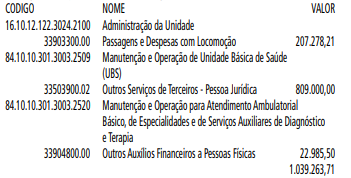 CODIGO NOME VALOR
16.10.12.122.3024.2100 Administração da Unidade
33903300.00 Passagens e Despesas com Locomoção 207.278,21
84.10.10.301.3003.2509 Manutenção e Operação de Unidade Básica de Saúde
(UBS)
33503900.02 Outros Serviços de Terceiros - Pessoa Jurídica 809.000,00
84.10.10.301.3003.2520 Manutenção e Operação para Atendimento Ambulatorial
Básico, de Especialidades e de Serviços Auxiliares de Diagnóstico
e Terapia
33904800.00 Outros Auxílios Financeiros a Pessoas Físicas 22.985,50
1.039.263,71